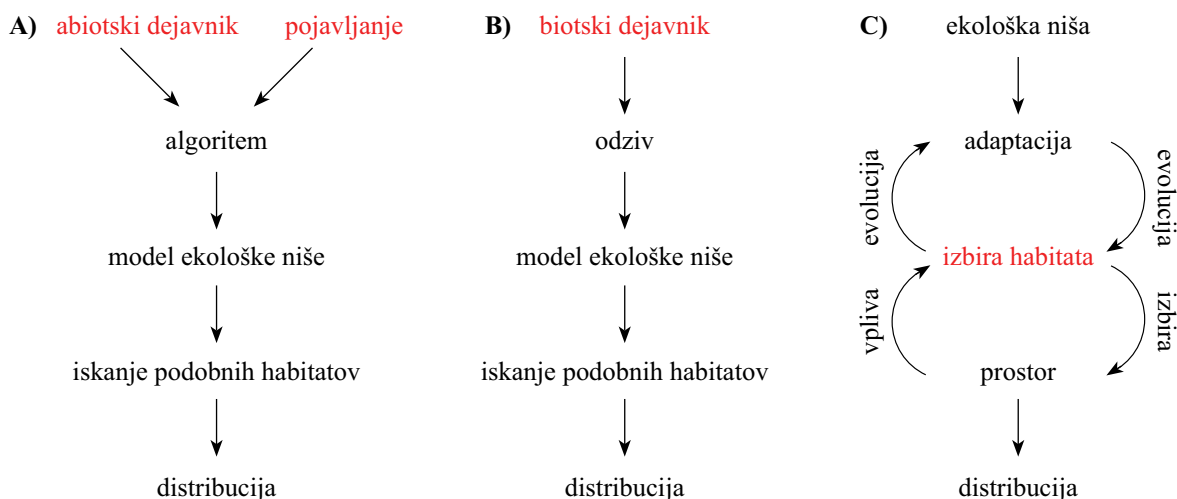 A) abiotski dejavnik pojavljanje
algoritem
model ekološke niše
iskanje podobnih habitatov
distribucija
B) biotski dejavnik
odziv
model ekološke niše
iskanje podobnih habitatov
distribucija
C) ekološka niša
adaptacija
evolucija
evolucija
izbira habitata
vpliva
izbira
prostor
distribucija